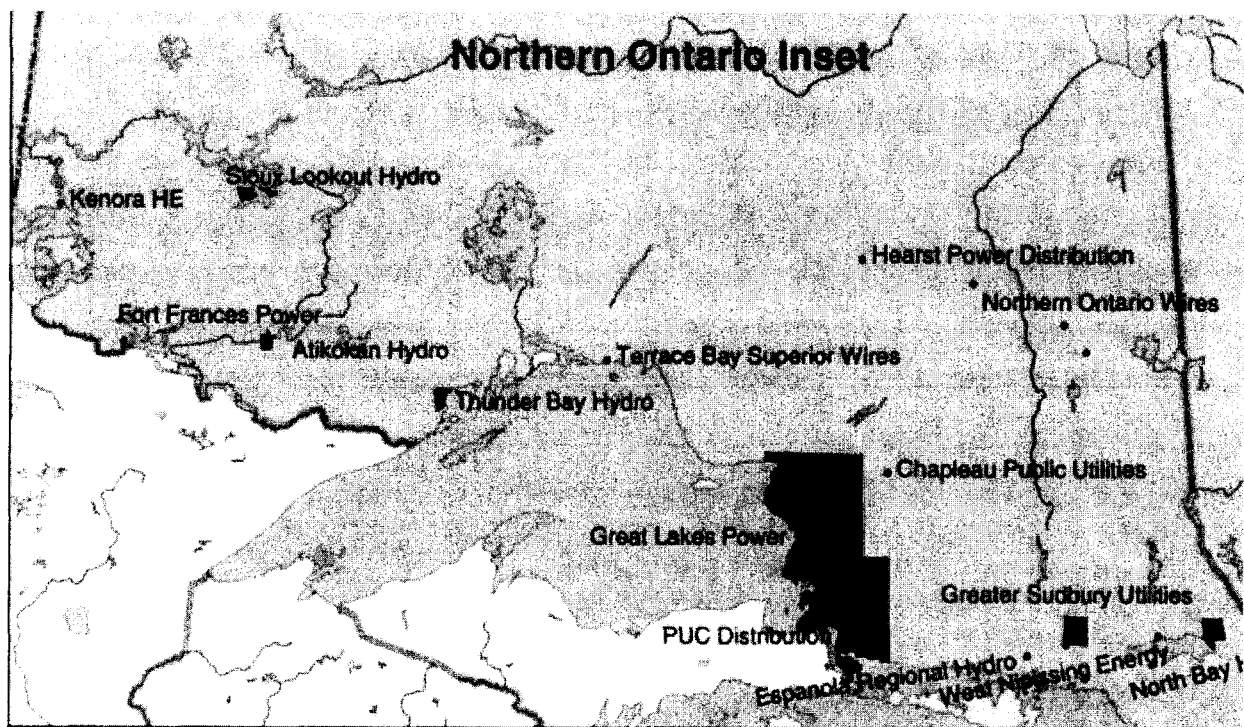 Northern Ontario Inset
Sioux Lookout Hydro
Kenora HE
Hearst Power Distribution
Northern Ontario Wires
Fort Frances Power
Atikokan Hydro
Terrace Bay Superior Wires
Thunder Bay Hydro
Chapleau Public Utilities
Great Lakes Power
Greater Sudbury Utilities
PUC Distribution
Espanola Regional Hydro
West Nipissing Energy
North Bay H